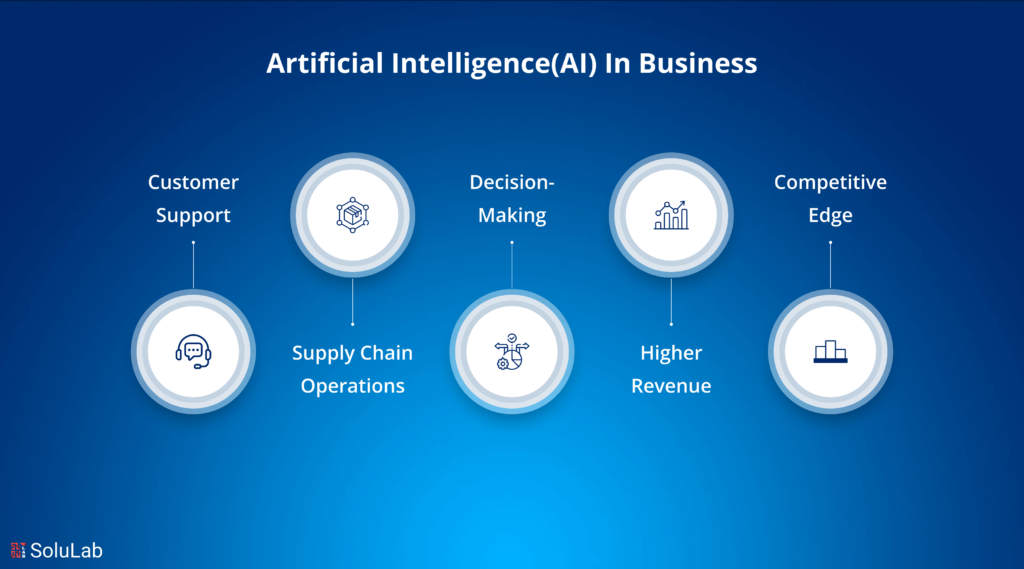 Artificial Intelligence(AI) In Business
Customer
Support
Supply Chain
Operations
Decision-
Making
Higher
Revenue
Competitive
Edge
SoluLab